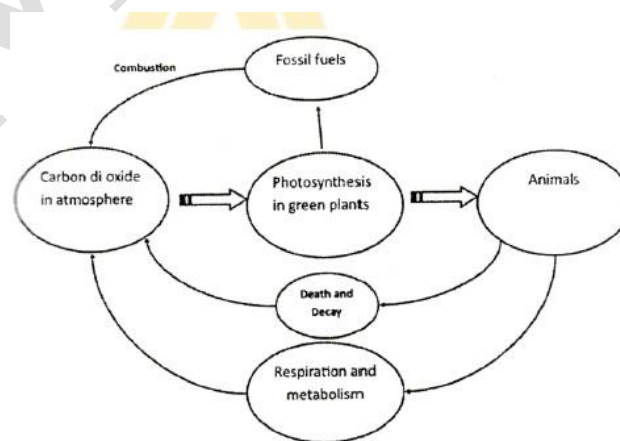 Fossil fuels
Combustion
Carbon di oxide
in atmosphere
Photosynthesis
in green plants
Animals
Death and
Decay
Respiration and
metabolism